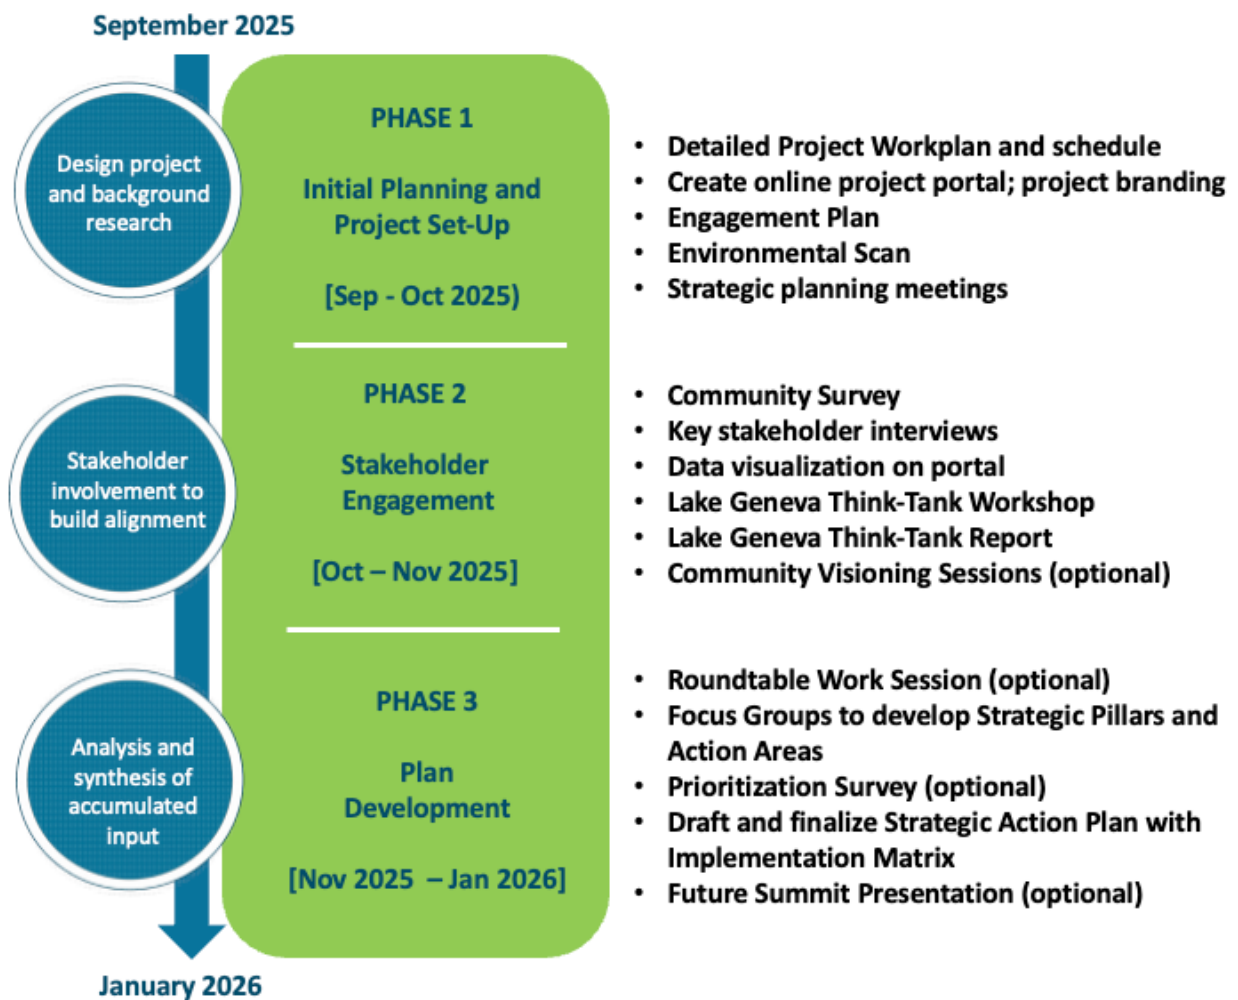 September 2025
Design project
and background
research
PHASE 1
Initial Planning and
Project Set-Up
[Sep - Oct 2025)
• Detailed Project Workplan and schedule
• Create online project portal; project branding
• Engagement Plan
• Environmental Scan
• Strategic planning meetings
Stakeholder
involvement to
build alignment
PHASE 2
Stakeholder
Engagement
[Oct – Nov 2025]
• Community Survey
• Key stakeholder interviews
• Data visualization on portal
• Lake Geneva Think-Tank Workshop
• Lake Geneva Think-Tank Report
• Community Visioning Sessions (optional)
Analysis and
synthesis of
accumulated
input
PHASE 3
Plan
Development
[Nov 2025 – Jan 2026]
• Roundtable Work Session (optional)
• Focus Groups to develop Strategic Pillars and
Action Areas
• Prioritization Survey (optional)
• Draft and finalize Strategic Action Plan with
Implementation Matrix
• Future Summit Presentation (optional)
January 2026